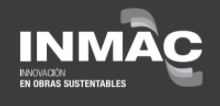 INMAC
INNOVACIÓN
EN OBRAS SUSTENTABLES